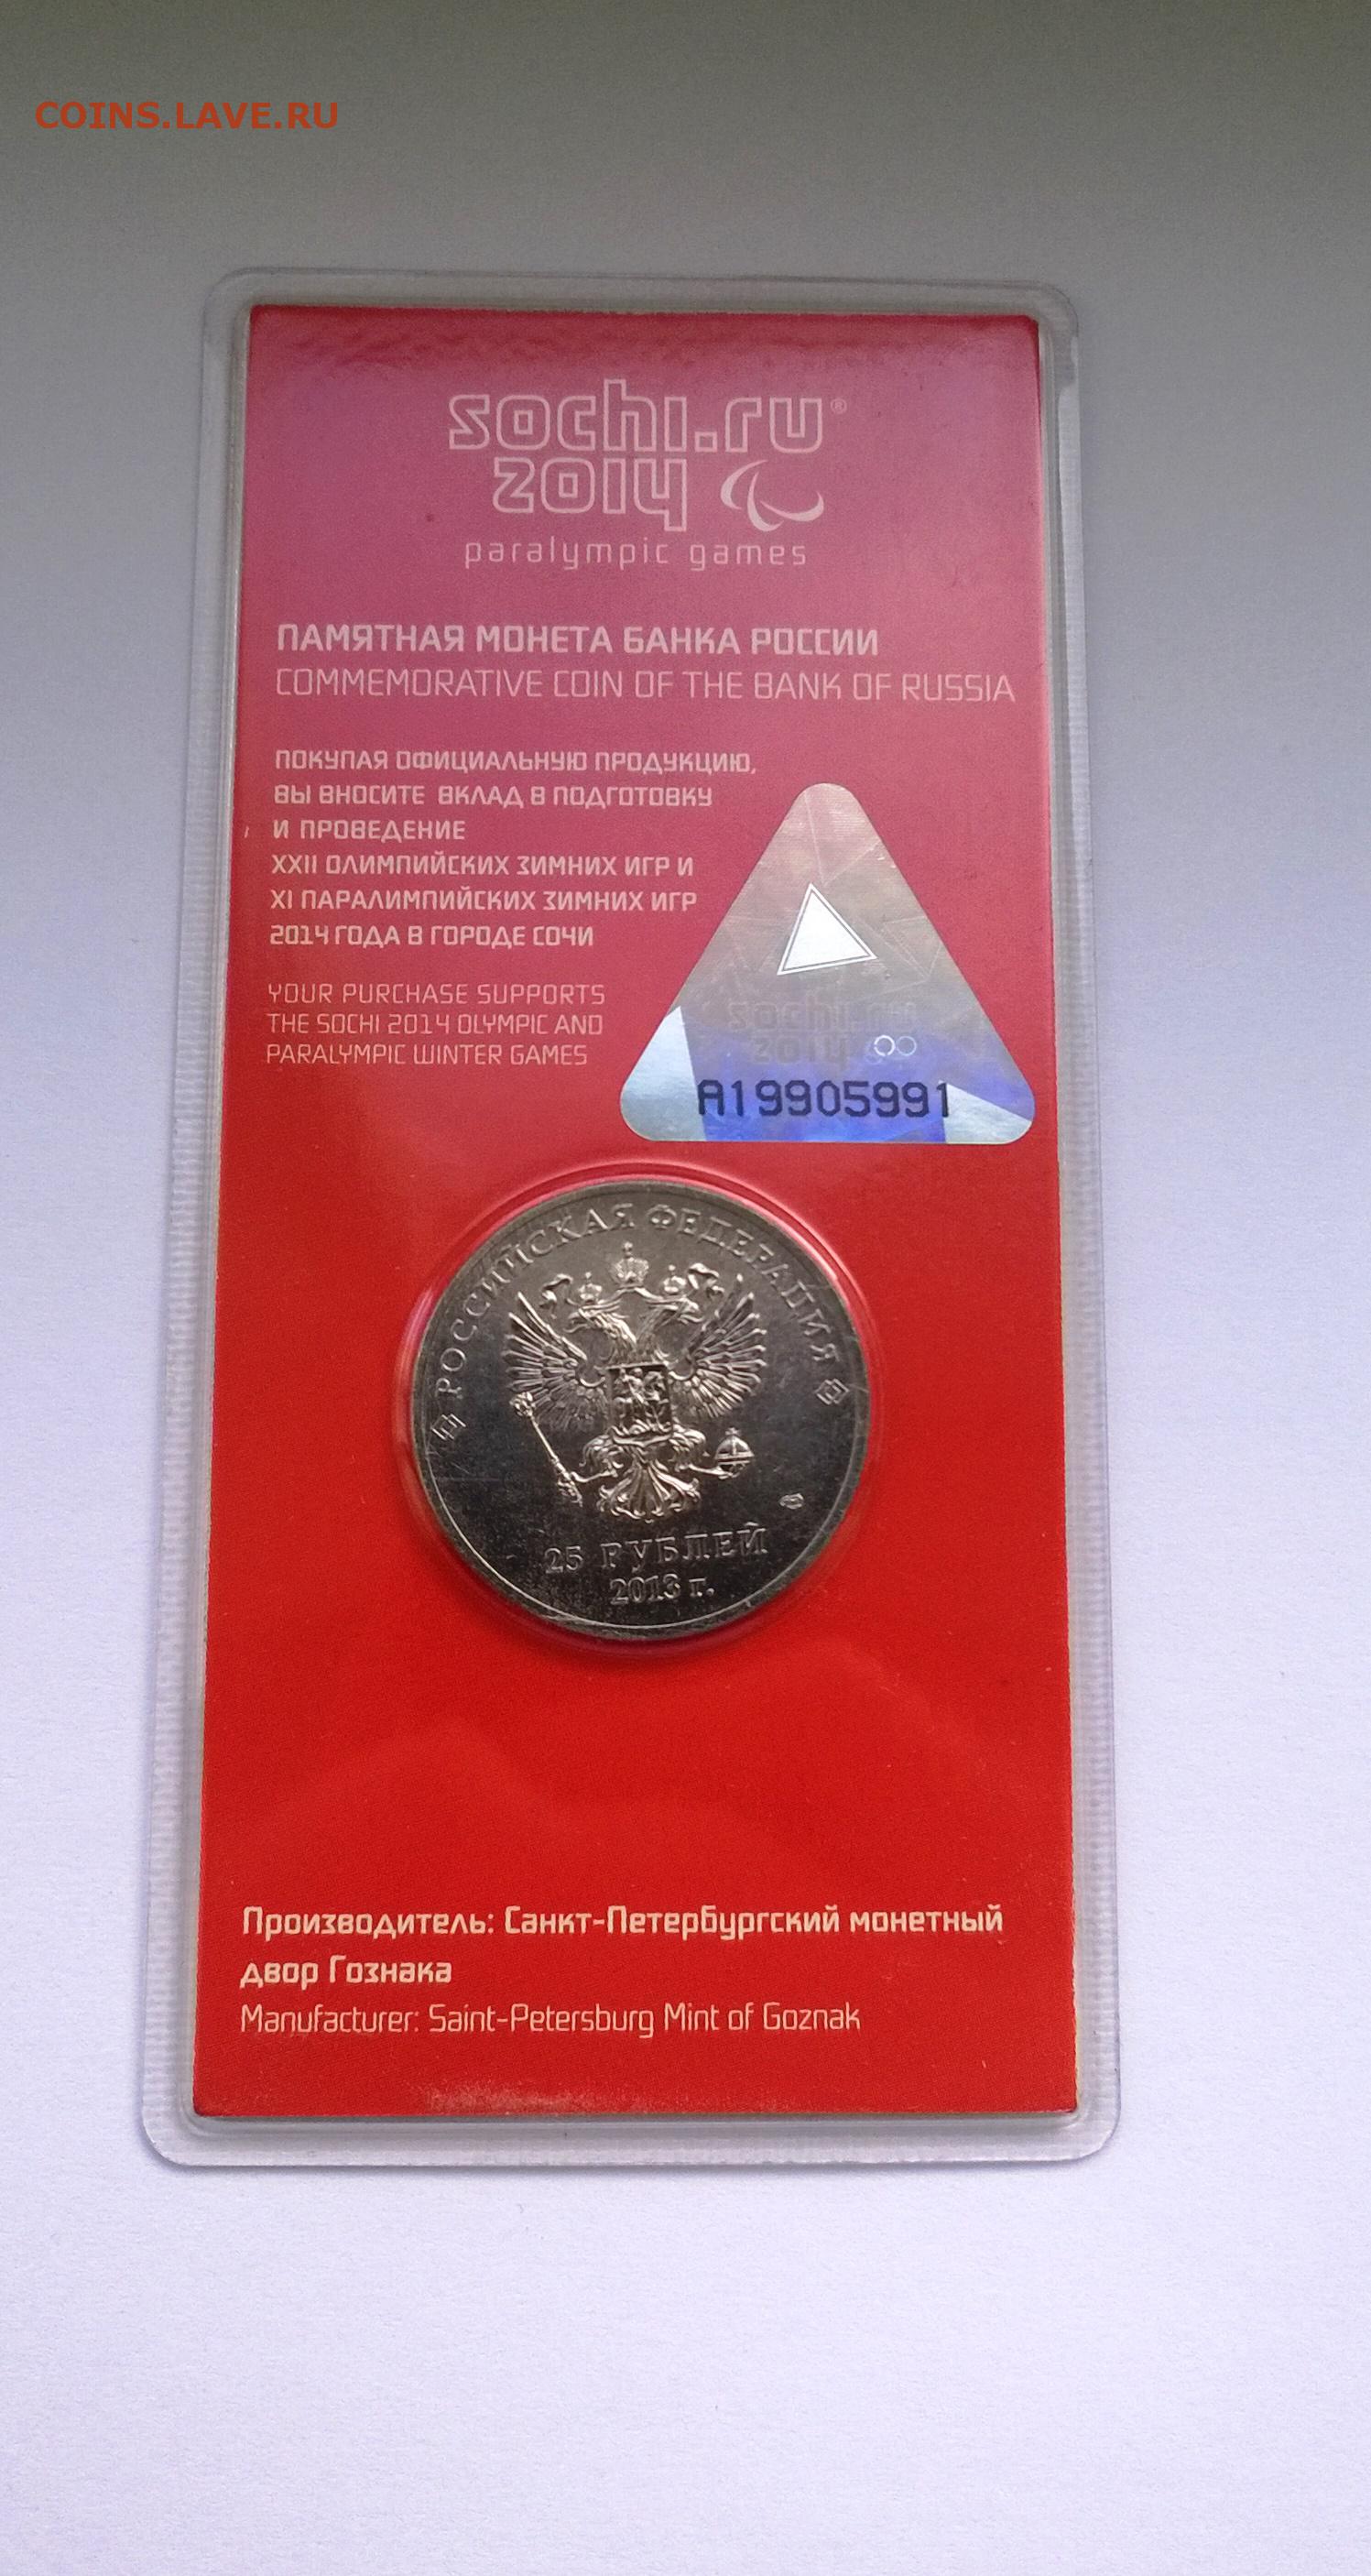 COINS.LAVE.RU
sochi.ru®
2014
paralympic games
ПАМЯТНАЯ МОНЕТА БАНКА РОССИИ
COMMEMORATIVE COIN OF THE BANK OF RUSSIA
ПОКУПАЯ ОФИЦИАЛЬНУЮ ПРОДУКЦИЮ,
ВЫ ВНОСИТЕ ВКЛАД В ПОДГОТОВКУ
И ПРОВЕДЕНИЕ
XXII ОЛИМПИЙСКИХ ЗИМНИХ ИГР И
XI ПАРАЛИМПИЙСКИХ ЗИМНИХ ИГР
2014 ГОДА В ГОРОДЕ СОЧИ
YOUR PURCHASE SUPPORTS
THE SOCHI 2014 OLYMPIC AND
PARALYMPIC WINTER GAMES
sochi.ru
2014
A19905991
РОССИЙСКАЯ ФЕДЕРАЦИЯ
25 РУБЛЕЙ
2013 г.
Производитель: Санкт-Петербургский монетный
двор Гознака
Manufacturer: Saint-Petersburg Mint of Goznak